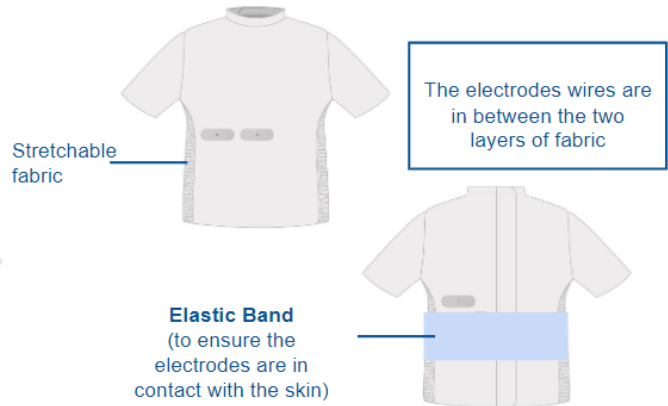 The electrodes wires are
in between the two
layers of fabric
Stretchable
fabric
Elastic Band
(to ensure the
electrodes are in
contact with the skin)